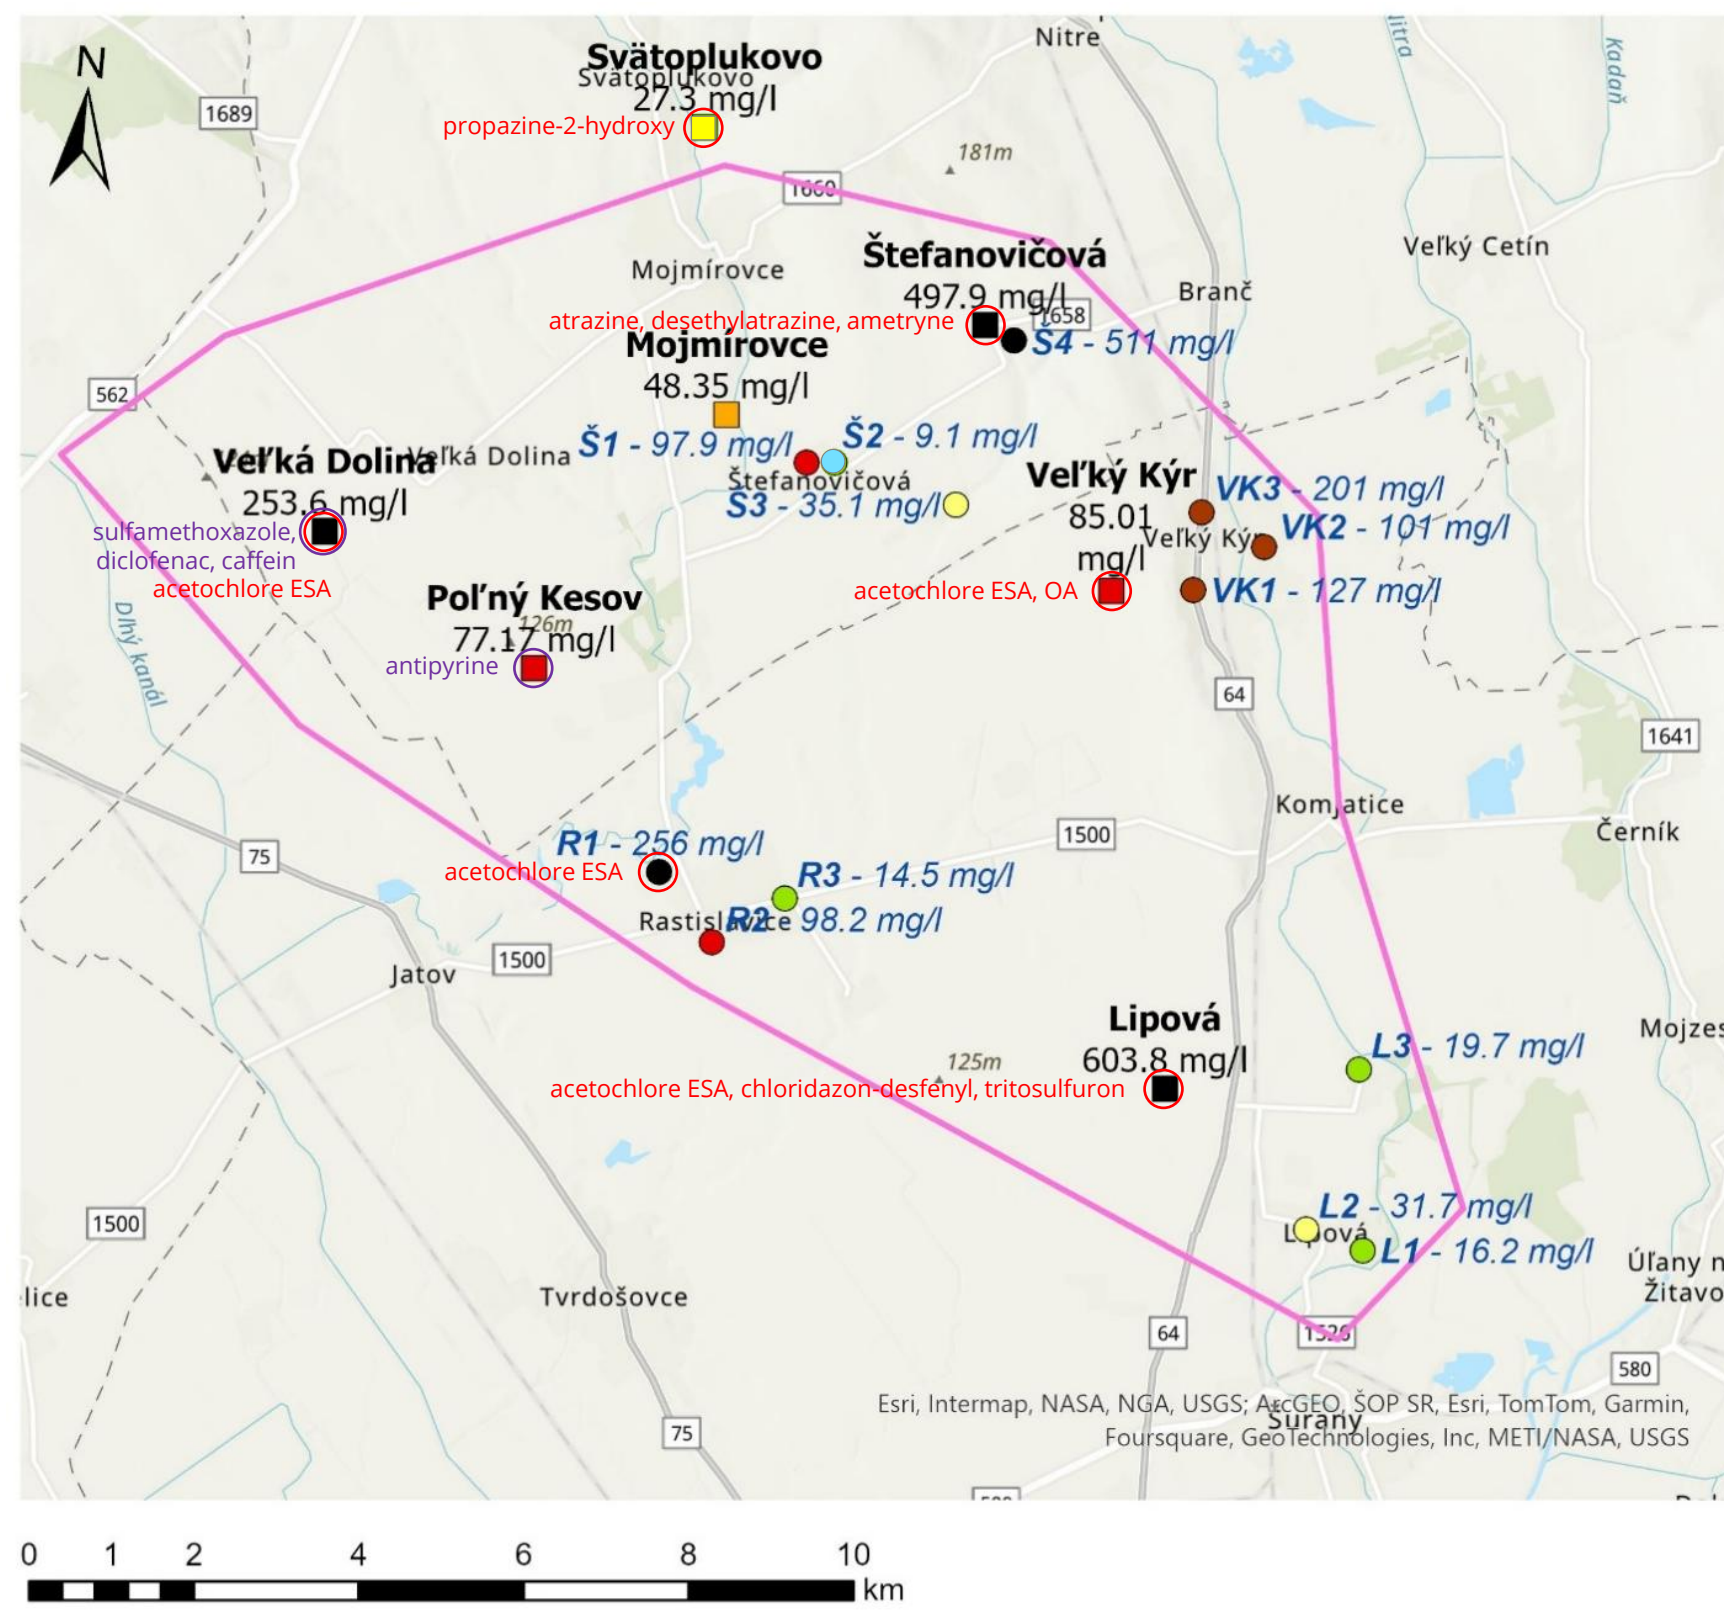 N
Nitre
Nitra
Kadaň
Svätoplukovo
Svätoplukovo
27.3 mg/l
propazine-2-hydroxy
1689
181m
1660
Veľký Cetín
Štefanovičová
Mojmírovce
Branč
497.9 mg/l
1658
atrazine, desethylatrazine, ametryne
Š4 - 511 mg/l
Mojmírovce
48.35 mg/l
562
Š1 - 97.9 mg/l
Š2 - 9.1 mg/l
Veľká Dolina
Veľká Dolina
253.6 mg/l
Štefanovičová
Š3 - 35.1 mg/l
Veľký Kýr
85.01
mg/l
Veľký Kýr
VK3 - 201 mg/l
VK2 - 101 mg/l
VK1 - 127 mg/l
sulfamethoxazole,
diclofenac, caffein
acetochlore ESA
acetochlore ESA, OA
Poľný Kesov
126m
77.17 mg/l
antipyrine
Dlhý kanál
64
1641
Komjatice
Černík
1500
75
R1 - 256 mg/l
acetochlore ESA
R3 - 14.5 mg/l
Rastislavice
R2 - 98.2 mg/l
1500
Jatov
Lipová
603.8 mg/l
125m
acetochlore ESA, chloridazon-desfenyl, tritosulfuron
L3 - 19.7 mg/l
Mojzes
L2 - 31.7 mg/l
Lipová
L1 - 16.2 mg/l
1500
Úľany n
Žitavo
lice
Tvrdošovce
64
1526
580
75
Esri, Intermap, NASA, NGA, USGS; ArcGEO, ŠOP SR, Esri, TomTom, Garmin,
Foursquare, GeoTechnologies, Inc, METI/NASA, USGS
Šurany
0 1 2 4 6 8 10
km